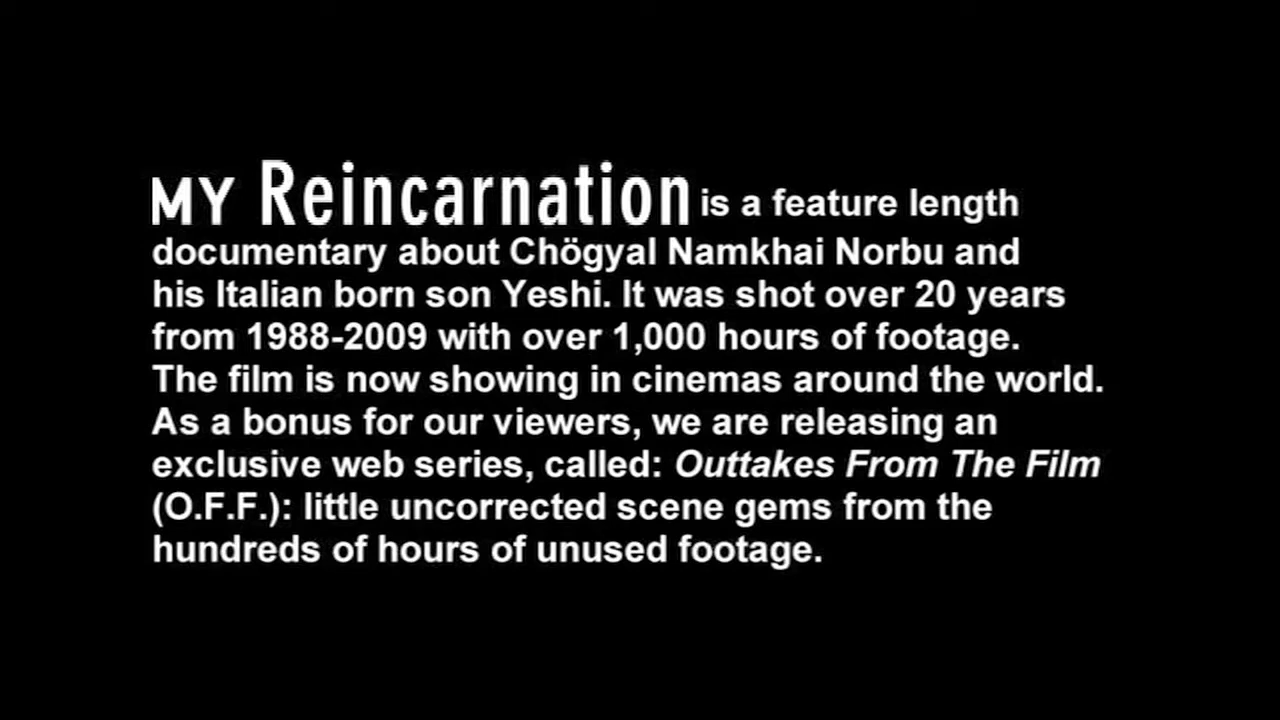 MY Reincarnation is a feature length
documentary about Chögyal Namkhai Norbu and
his Italian born son Yeshi. It was shot over 20 years
from 1988-2009 with over 1,000 hours of footage.
The film is now showing in cinemas around the world.
As a bonus for our viewers, we are releasing an
exclusive web series, called: Outtakes From The Film
(O.F.F.): little uncorrected scene gems from the
hundreds of hours of unused footage.